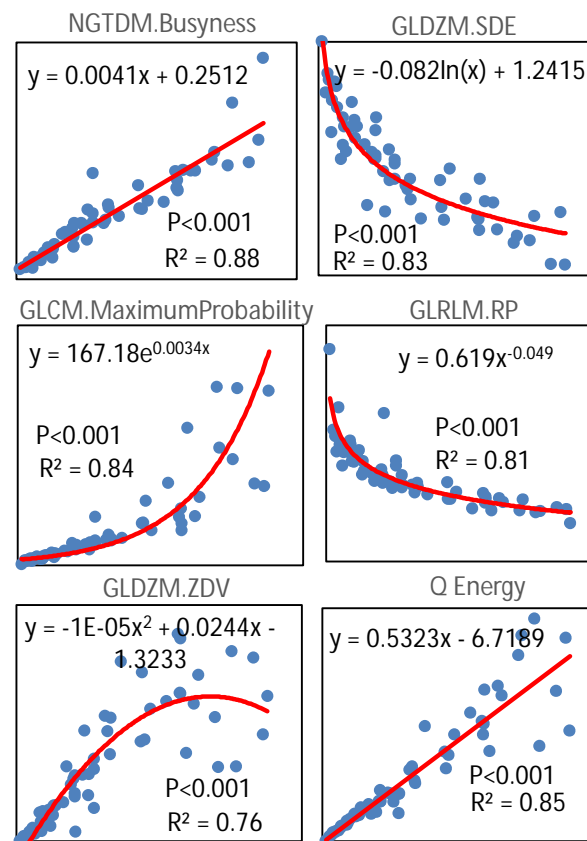 NGTDM.Busyness
y = 0.0041x + 0.2512
P<0.001
R² = 0.88
GLDZM.SDE
y = -0.082ln(x) + 1.2415
P<0.001
R² = 0.83
GLCM.MaximumProbability
y = 167.18e^0.0034x
P<0.001
R² = 0.84
GLRLM.RP
y = 0.619x^-0.049
P<0.001
R² = 0.81
GLDZM.ZDV
y = -1E-05x² + 0.0244x -
1.3233
P<0.001
R² = 0.76
Q Energy
y = 0.5323x - 6.7189
P<0.001
R² = 0.85